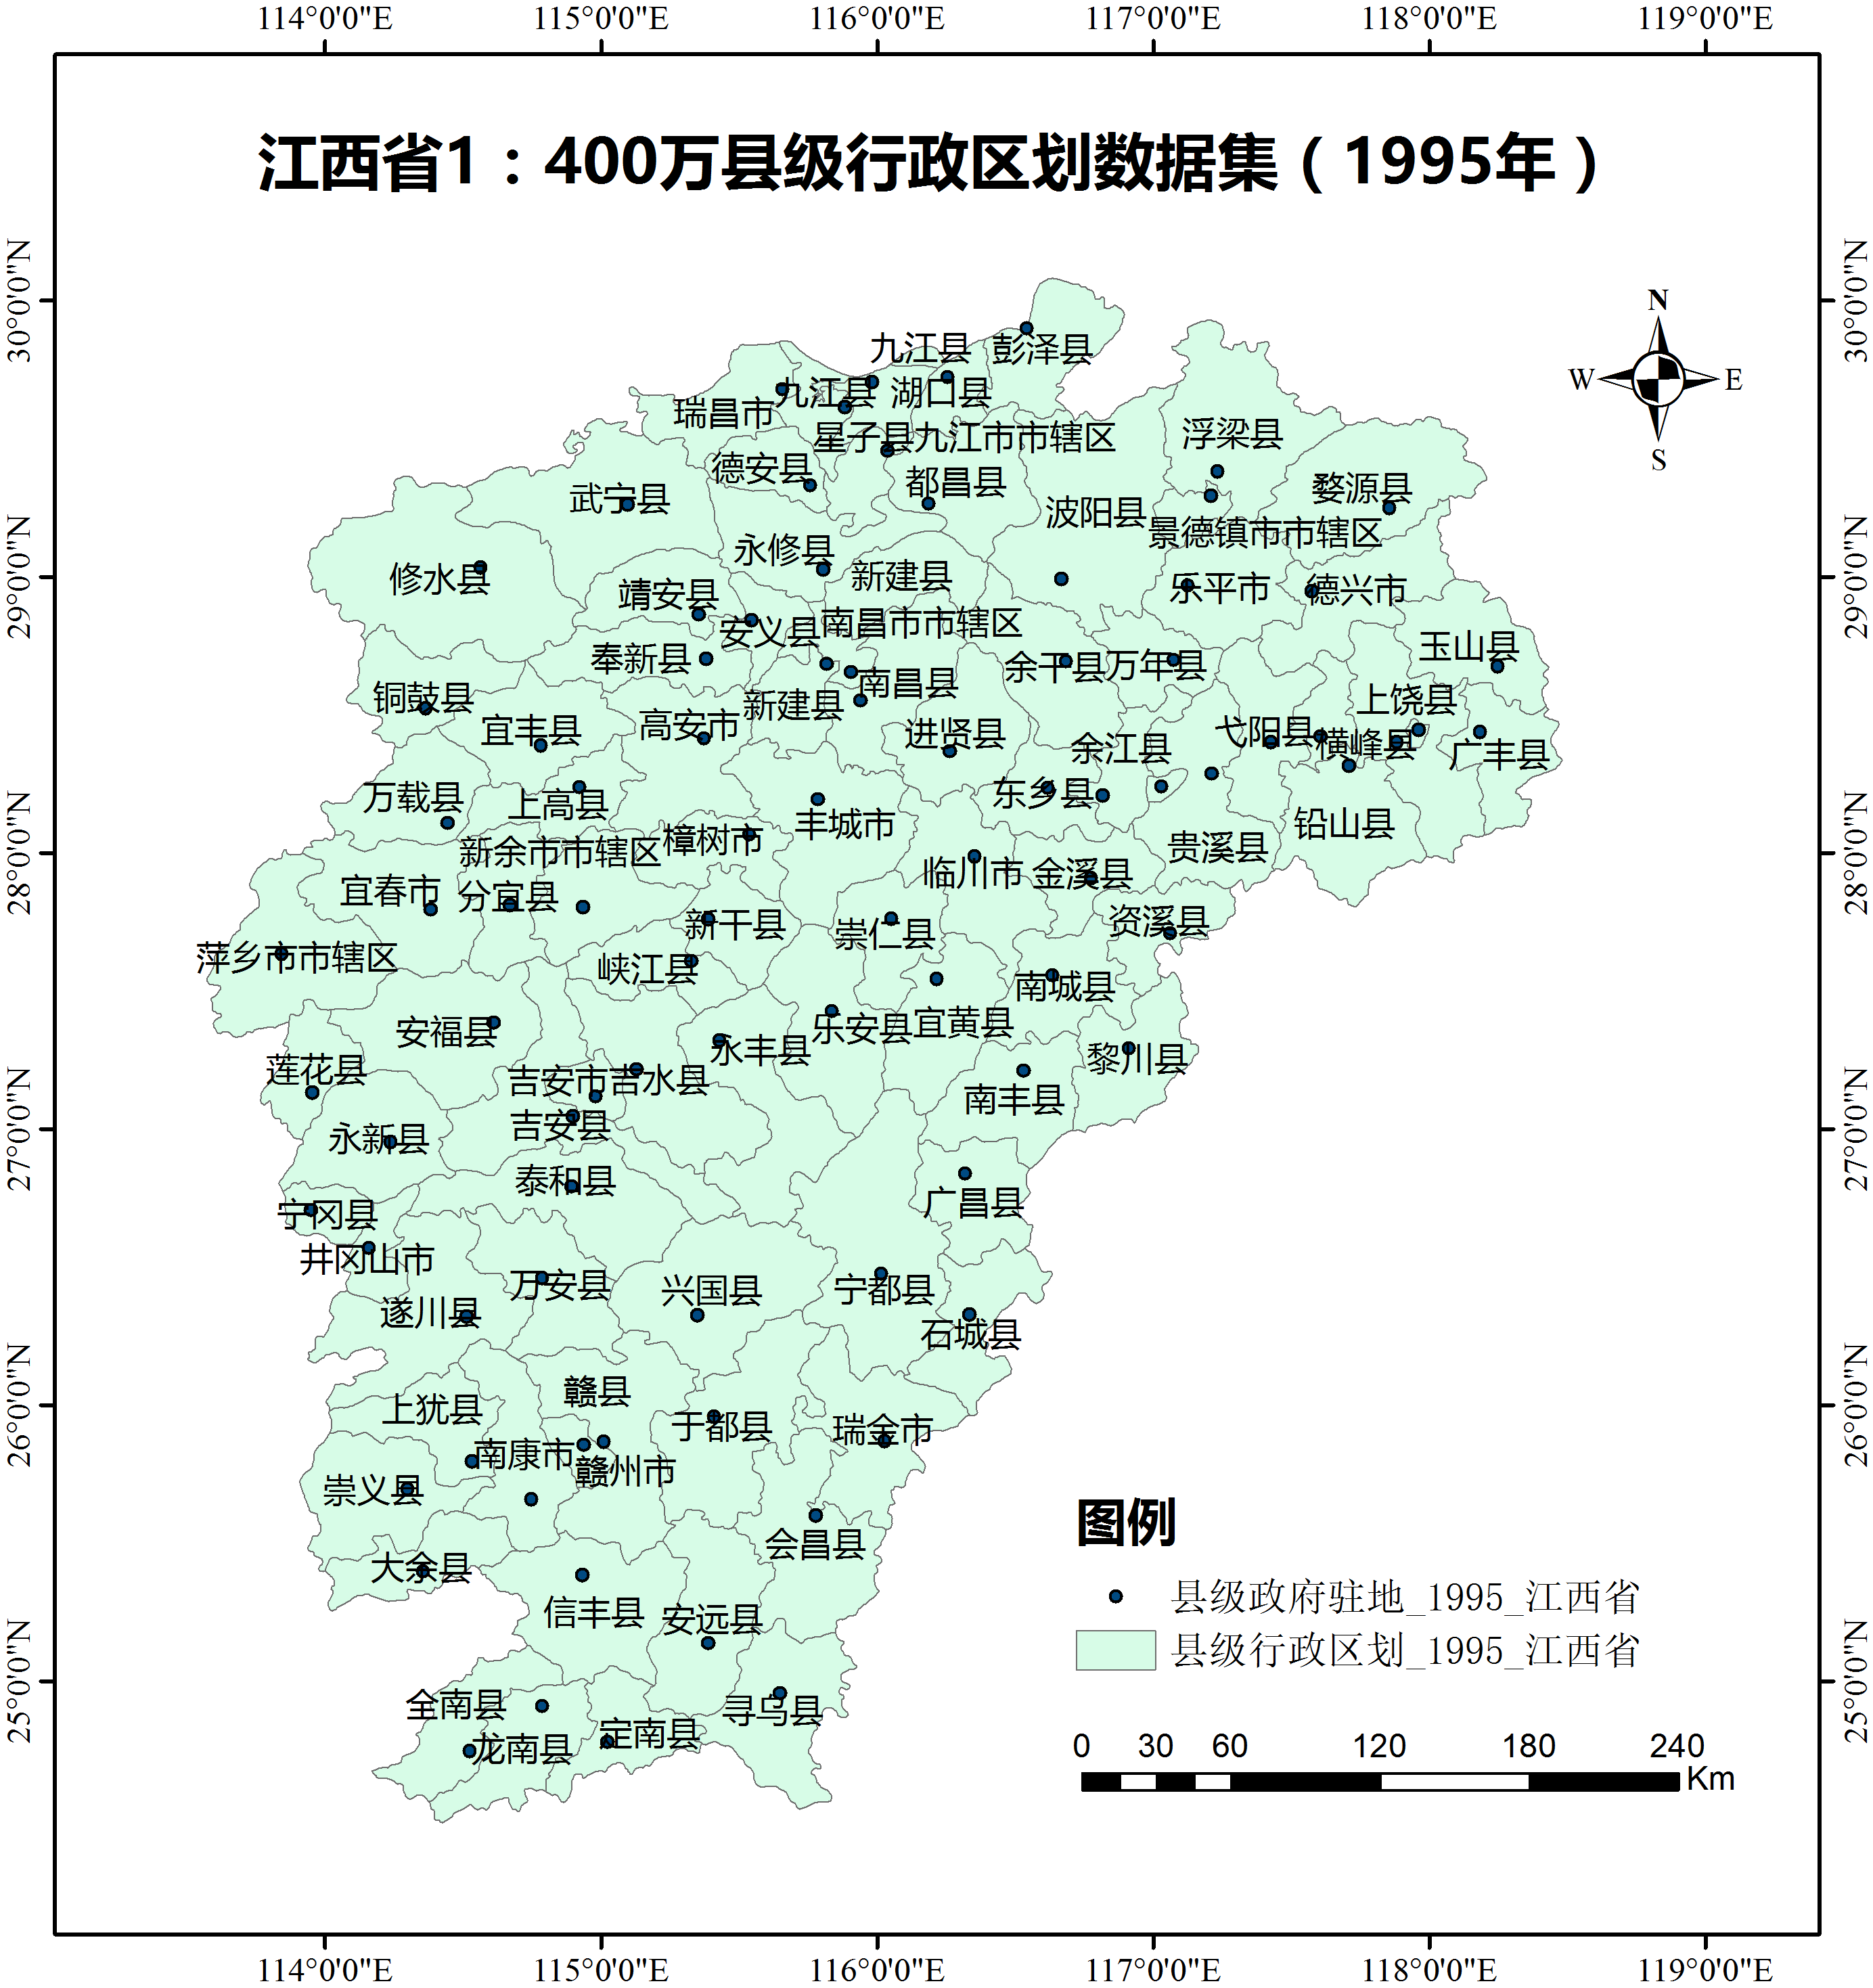 114°0'0"E 115°0'0"E 116°0'0"E 117°0'0"E 118°0'0"E 119°0'0"E
江西省1：400万县级行政区划数据集（1995年）
30°0'0"N
29°0'0"N
28°0'0"N
27°0'0"N
26°0'0"N
25°0'0"N
30°0'0"N
29°0'0"N
28°0'0"N
27°0'0"N
26°0'0"N
25°0'0"N
N
W E
S
九江县 彭泽县
九江县 湖口县
瑞昌市
星子县 九江市市辖区 浮梁县
德安县 都昌县
武宁县 波阳县 婺源县
景德镇市市辖区
永修县 新建县
修水县 靖安县 乐平市 德兴市
安义县 南昌市市辖区
奉新县 余干县 万年县 玉山县
铜鼓县 新建县 南昌县 上饶县
宜丰县 高安市 进贤县 余江县 弋阳县 横峰县 广丰县
万载县 上高县 东乡县
樟树市 丰城市 铅山县
新余市市辖区 贵溪县
宜春市 分宜县 临川市 金溪县
新干县 崇仁县 资溪县
萍乡市市辖区 峡江县 南城县
安福县 永丰县 乐安县 宜黄县
莲花县 吉安市 吉水县 黎川县
永新县 吉安县 南丰县
泰和县
宁冈县 广昌县
井冈山市 万安县 兴国县 宁都县
遂川县 石城县
上犹县 赣县
于都县 瑞金市
南康市 赣州市
崇义县
会昌县
大余县
信丰县 安远县
全南县 寻乌县
龙南县 定南县
图例
县级政府驻地_1995_江西省
县级行政区划_1995_江西省
0 30 60 120 180 240
Km
114°0'0"E 115°0'0"E 116°0'0"E 117°0'0"E 118°0'0"E 119°0'0"E